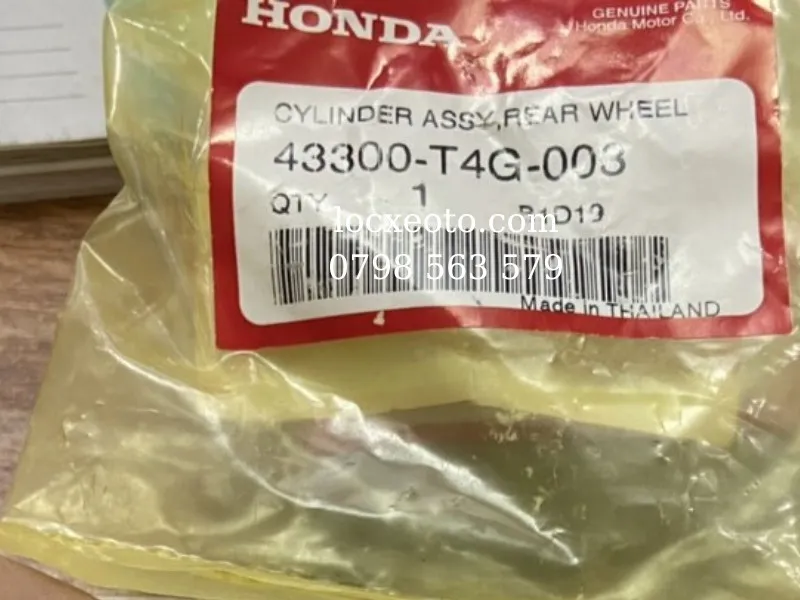 HONDA
GENUINE PARTS
Honda Motor Co., Ltd.
CYLINDER ASSY,REAR WHEEL
43300-T4G-003
QTY 1
B1D19
locxeoto.com
0798 563 579
Made in THAILAND